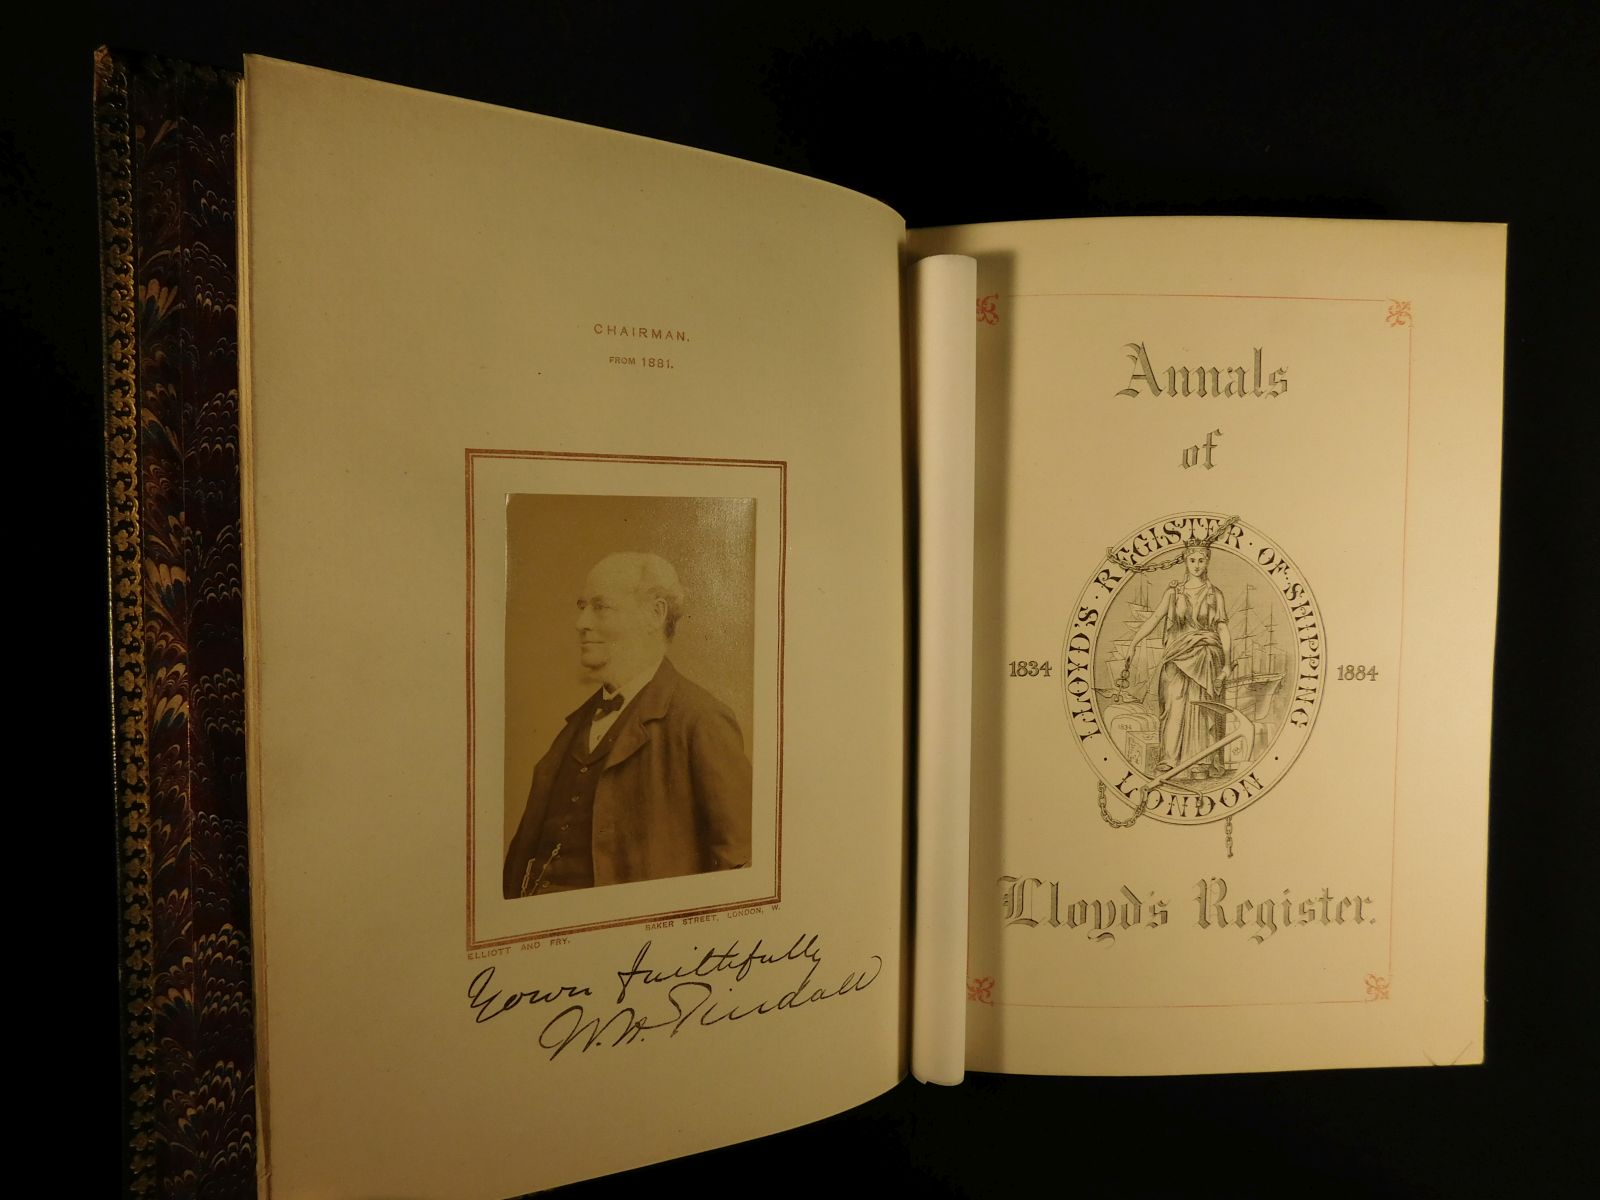 CHAIRMAN.
FROM 1881.
ELLIOTT AND FRY.
BAKER STREET, LONDON, W.
Yours faithfully
W. H. Tindall
Annals
of
LLOYD'S · REGISTER · OF · SHIPPING
· LONDON ·
1834
1884
1834
Lloyd's Register.